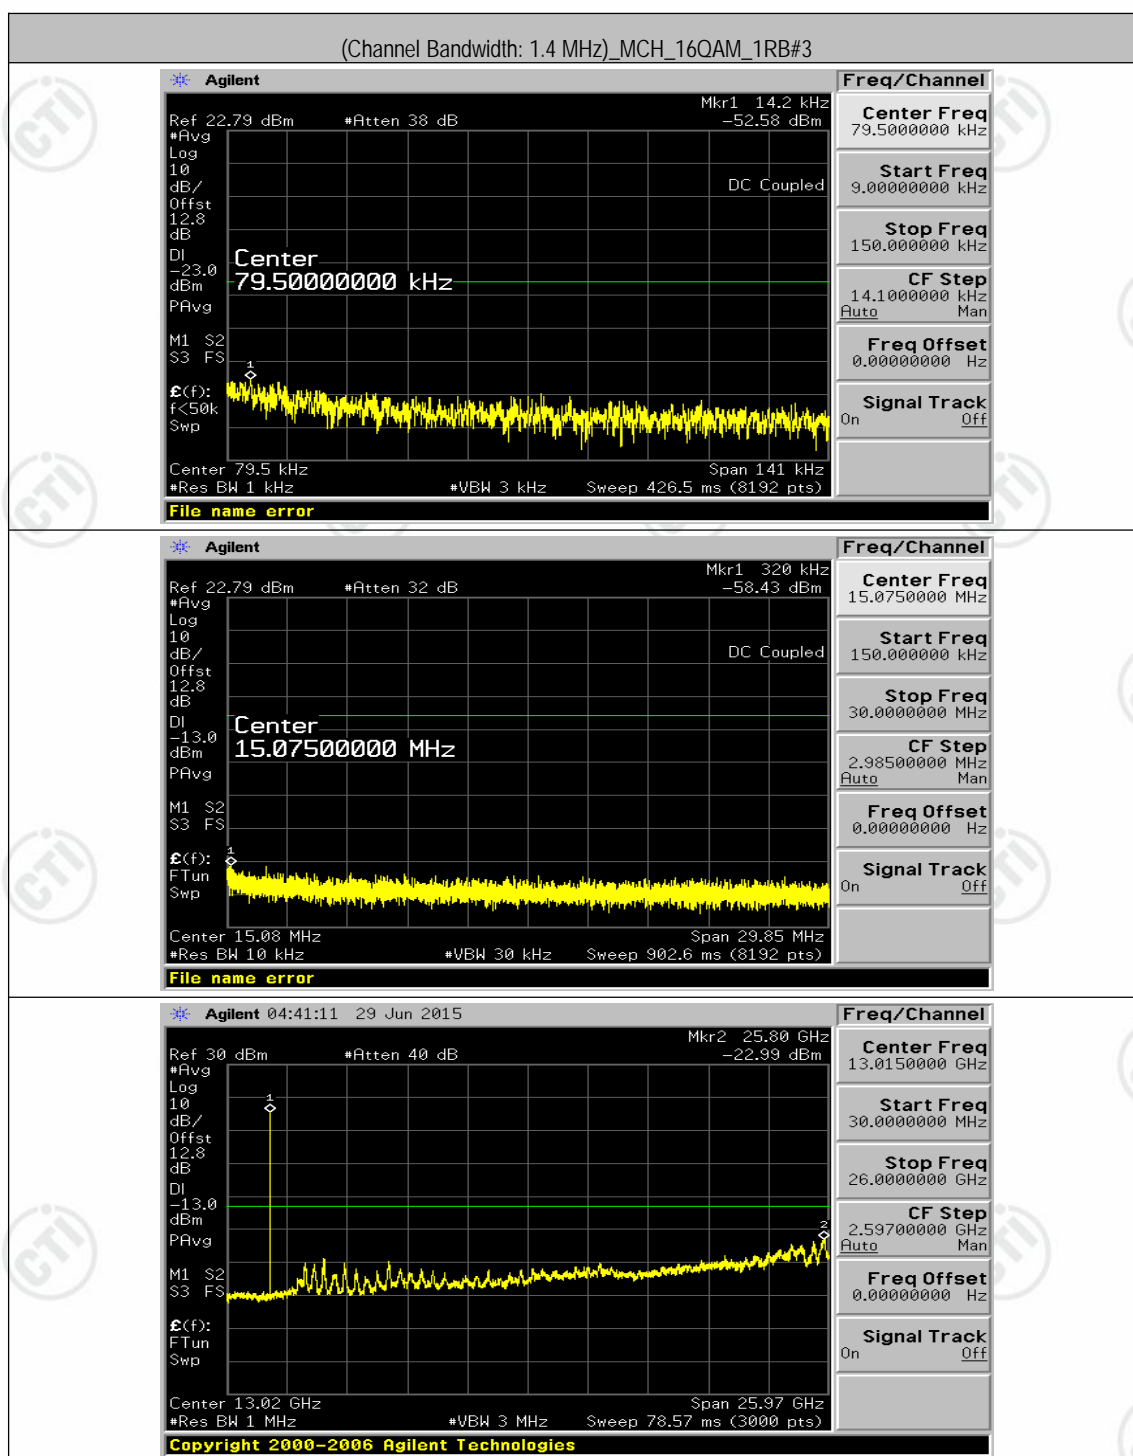 (Channel Bandwidth: 1.4 MHz)_MCH_16QAM_1RB#3
Agilent
Freq/Channel
Mkr1 14.2 kHz
Ref 22.79 dBm #Atten 38 dB -52.58 dBm
#Avg
Log
10
dB/
Offst
12.8
dB
DI
-23.0
dBm
PAvg
M1 S2
S3 FS
£(f):
f<50k
Swp
DC Coupled
Center
79.50000000 kHz
1
Center 79.5 kHz Span 141 kHz
#Res BW 1 kHz #VBW 3 kHz Sweep 426.5 ms (8192 pts)
File name error
Center Freq
79.5000000 kHz
Start Freq
9.00000000 kHz
Stop Freq
150.000000 kHz
CF Step
14.1000000 kHz
Auto Man
Freq Offset
0.00000000 Hz
Signal Track
On Off
Agilent
Freq/Channel
Mkr1 320 kHz
Ref 22.79 dBm #Atten 32 dB -58.43 dBm
#Avg
Log
10
dB/
Offst
12.8
dB
DI
-13.0
dBm
PAvg
M1 S2
S3 FS
£(f):
FTun
Swp
DC Coupled
Center
15.07500000 MHz
1
Center 15.08 MHz Span 29.85 MHz
#Res BW 10 kHz #VBW 30 kHz Sweep 902.6 ms (8192 pts)
File name error
Center Freq
15.0750000 MHz
Start Freq
150.000000 kHz
Stop Freq
30.0000000 MHz
CF Step
2.98500000 MHz
Auto Man
Freq Offset
0.00000000 Hz
Signal Track
On Off
Agilent 04:41:11 29 Jun 2015
Freq/Channel
Mkr2 25.80 GHz
Ref 30 dBm #Atten 40 dB -22.99 dBm
#Avg
Log
10
dB/
Offst
12.8
dB
DI
-13.0
dBm
PAvg
M1 S2
S3 FS
£(f):
FTun
Swp
1
2
Center 13.02 GHz Span 25.97 GHz
#Res BW 1 MHz #VBW 3 MHz Sweep 78.57 ms (3000 pts)
Copyright 2000-2006 Agilent Technologies
Center Freq
13.0150000 GHz
Start Freq
30.0000000 MHz
Stop Freq
26.0000000 GHz
CF Step
2.59700000 GHz
Auto Man
Freq Offset
0.00000000 Hz
Signal Track
On Off
CTI
CTI
CTI
CTI
CTI
CTI
CTI
CTI